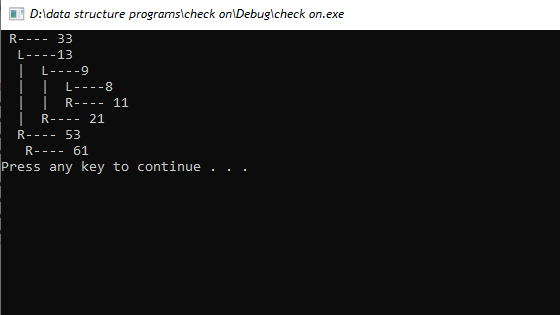 D:\data structure programs\check on\Debug\check on.exe
R---- 33
L----13
| L----9
| | L----8
| | R---- 11
| R---- 21
R---- 53
R---- 61
Press any key to continue . . .